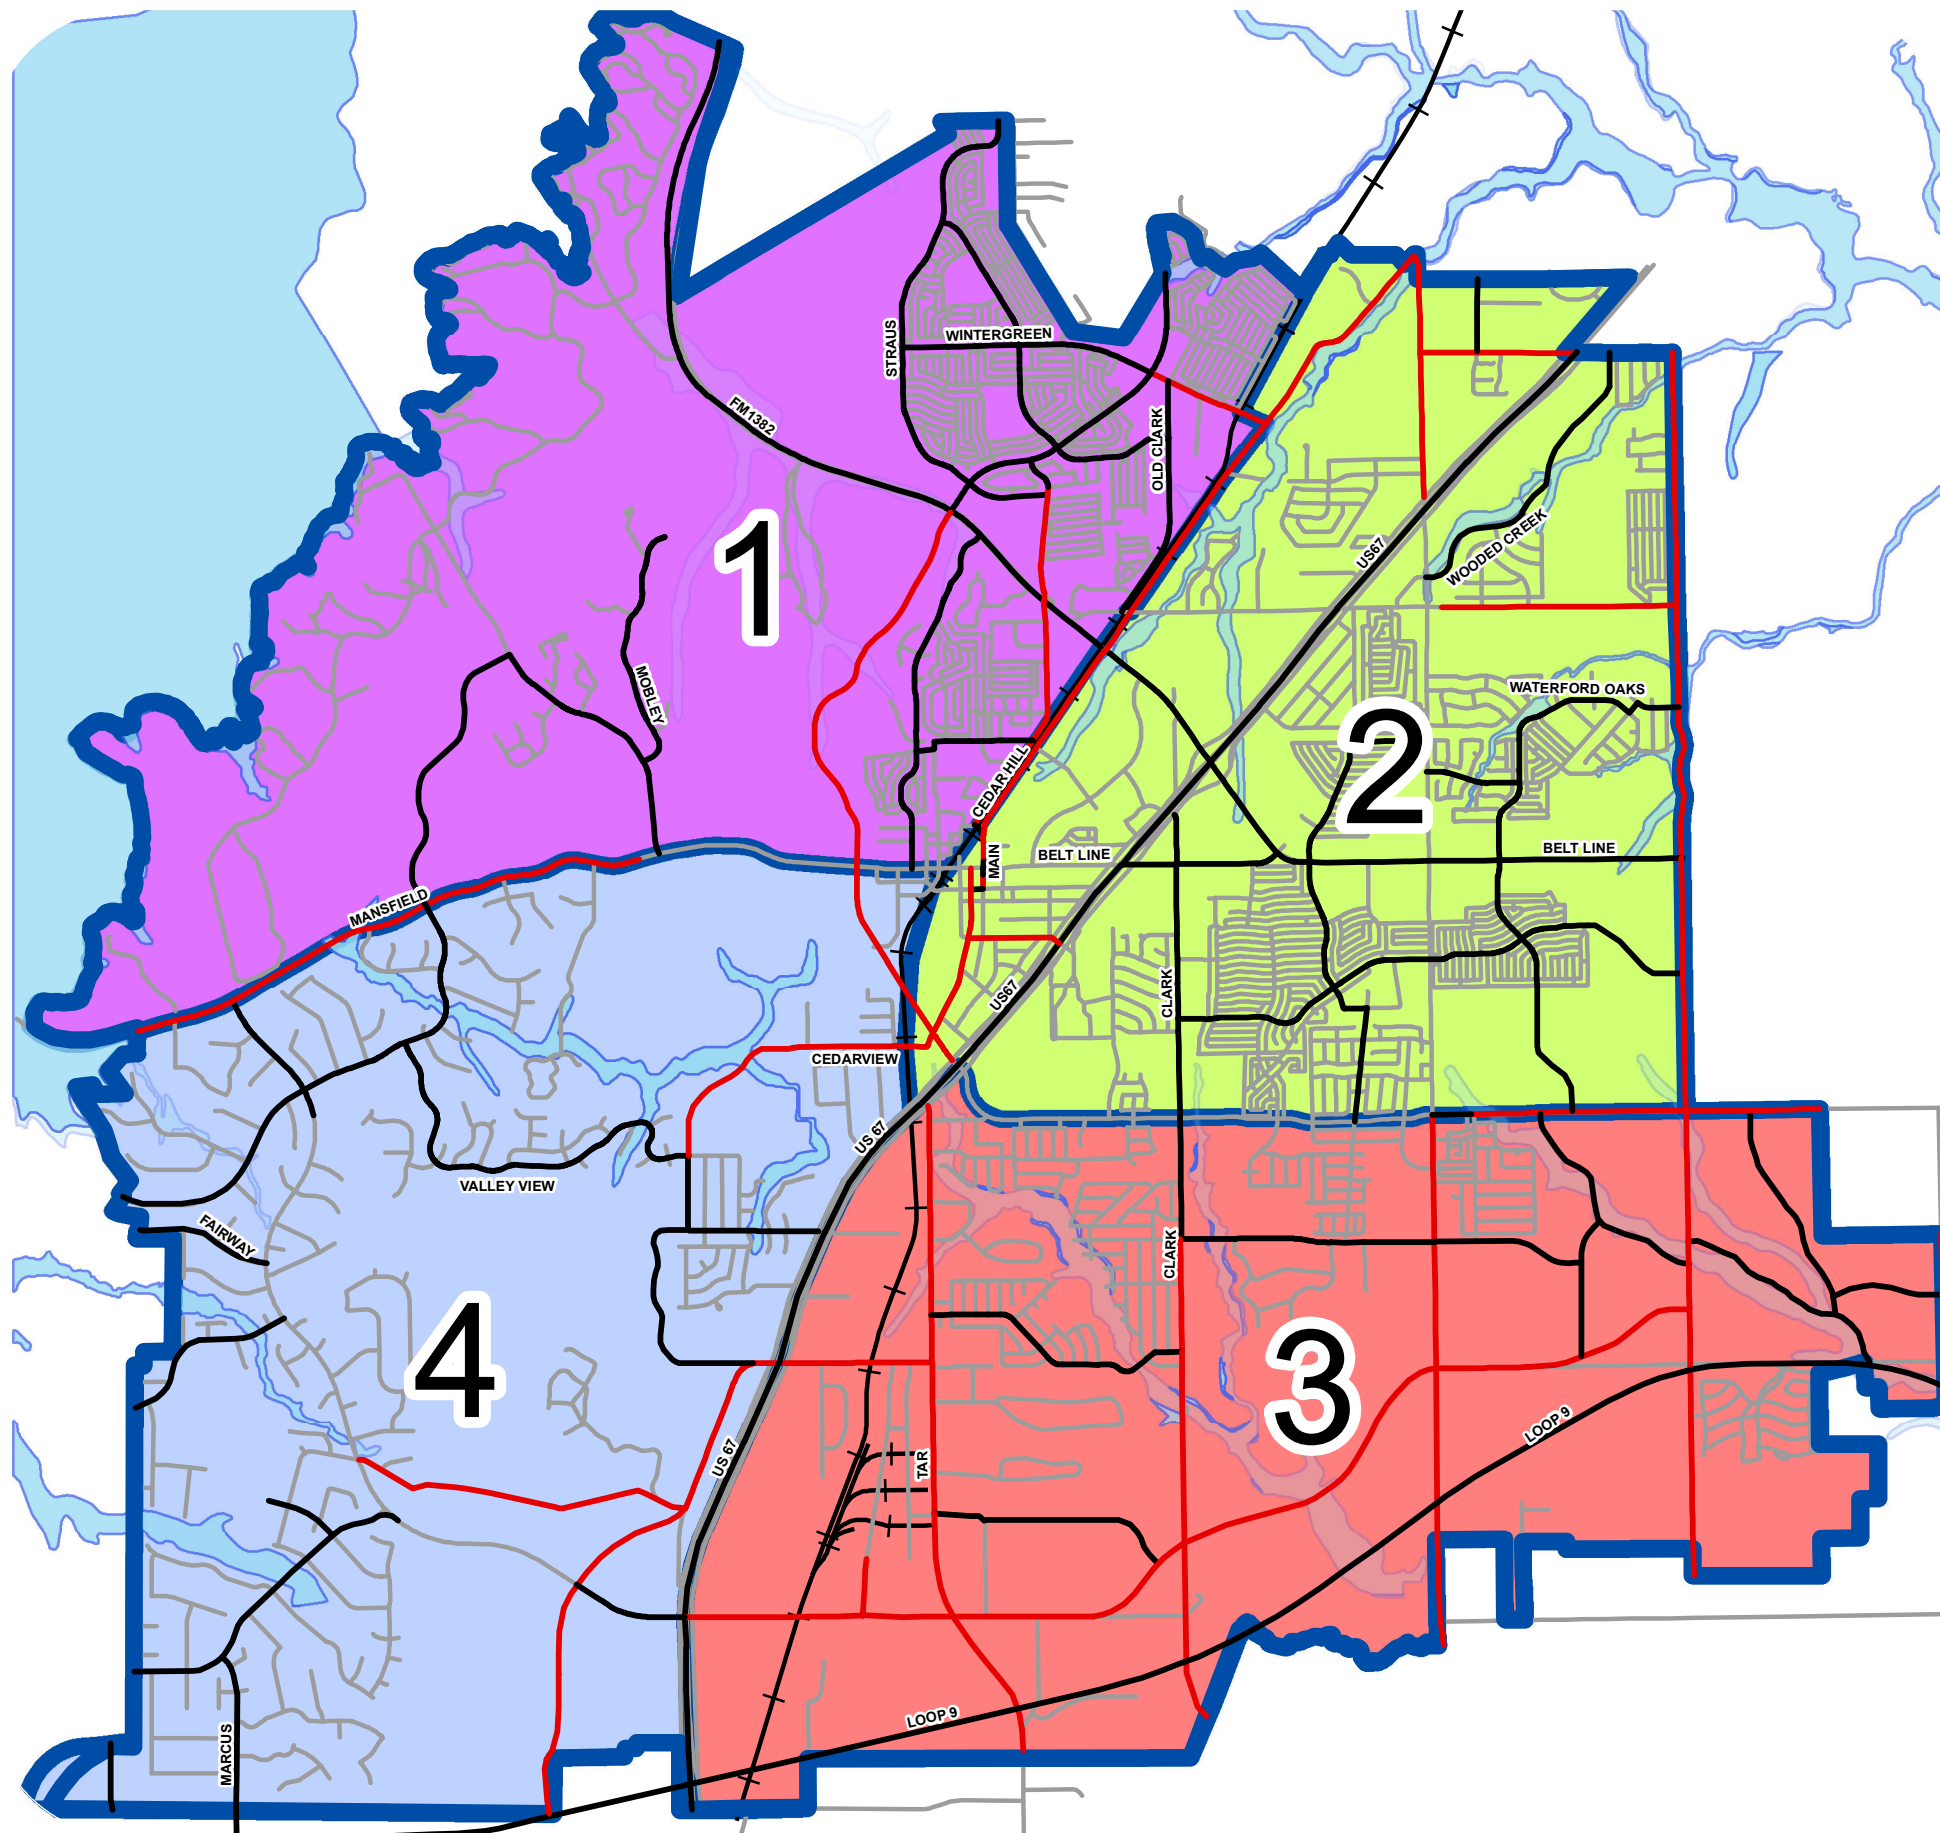 STRAUS
WINTERGREEN
FM1382
OLD CLARK
1
US67
WOODED CREEK
MOBLEY
WATERFORD OAKS
2
CEDAR HILL
MAIN
BELT LINE
BELT LINE
MANSFIELD
CLARK
US67
CEDARVIEW
US 67
VALLEY VIEW
FAIRWAY
CLARK
4
3
US 67
TAR
LOOP 9
LOOP 9
MARCUS